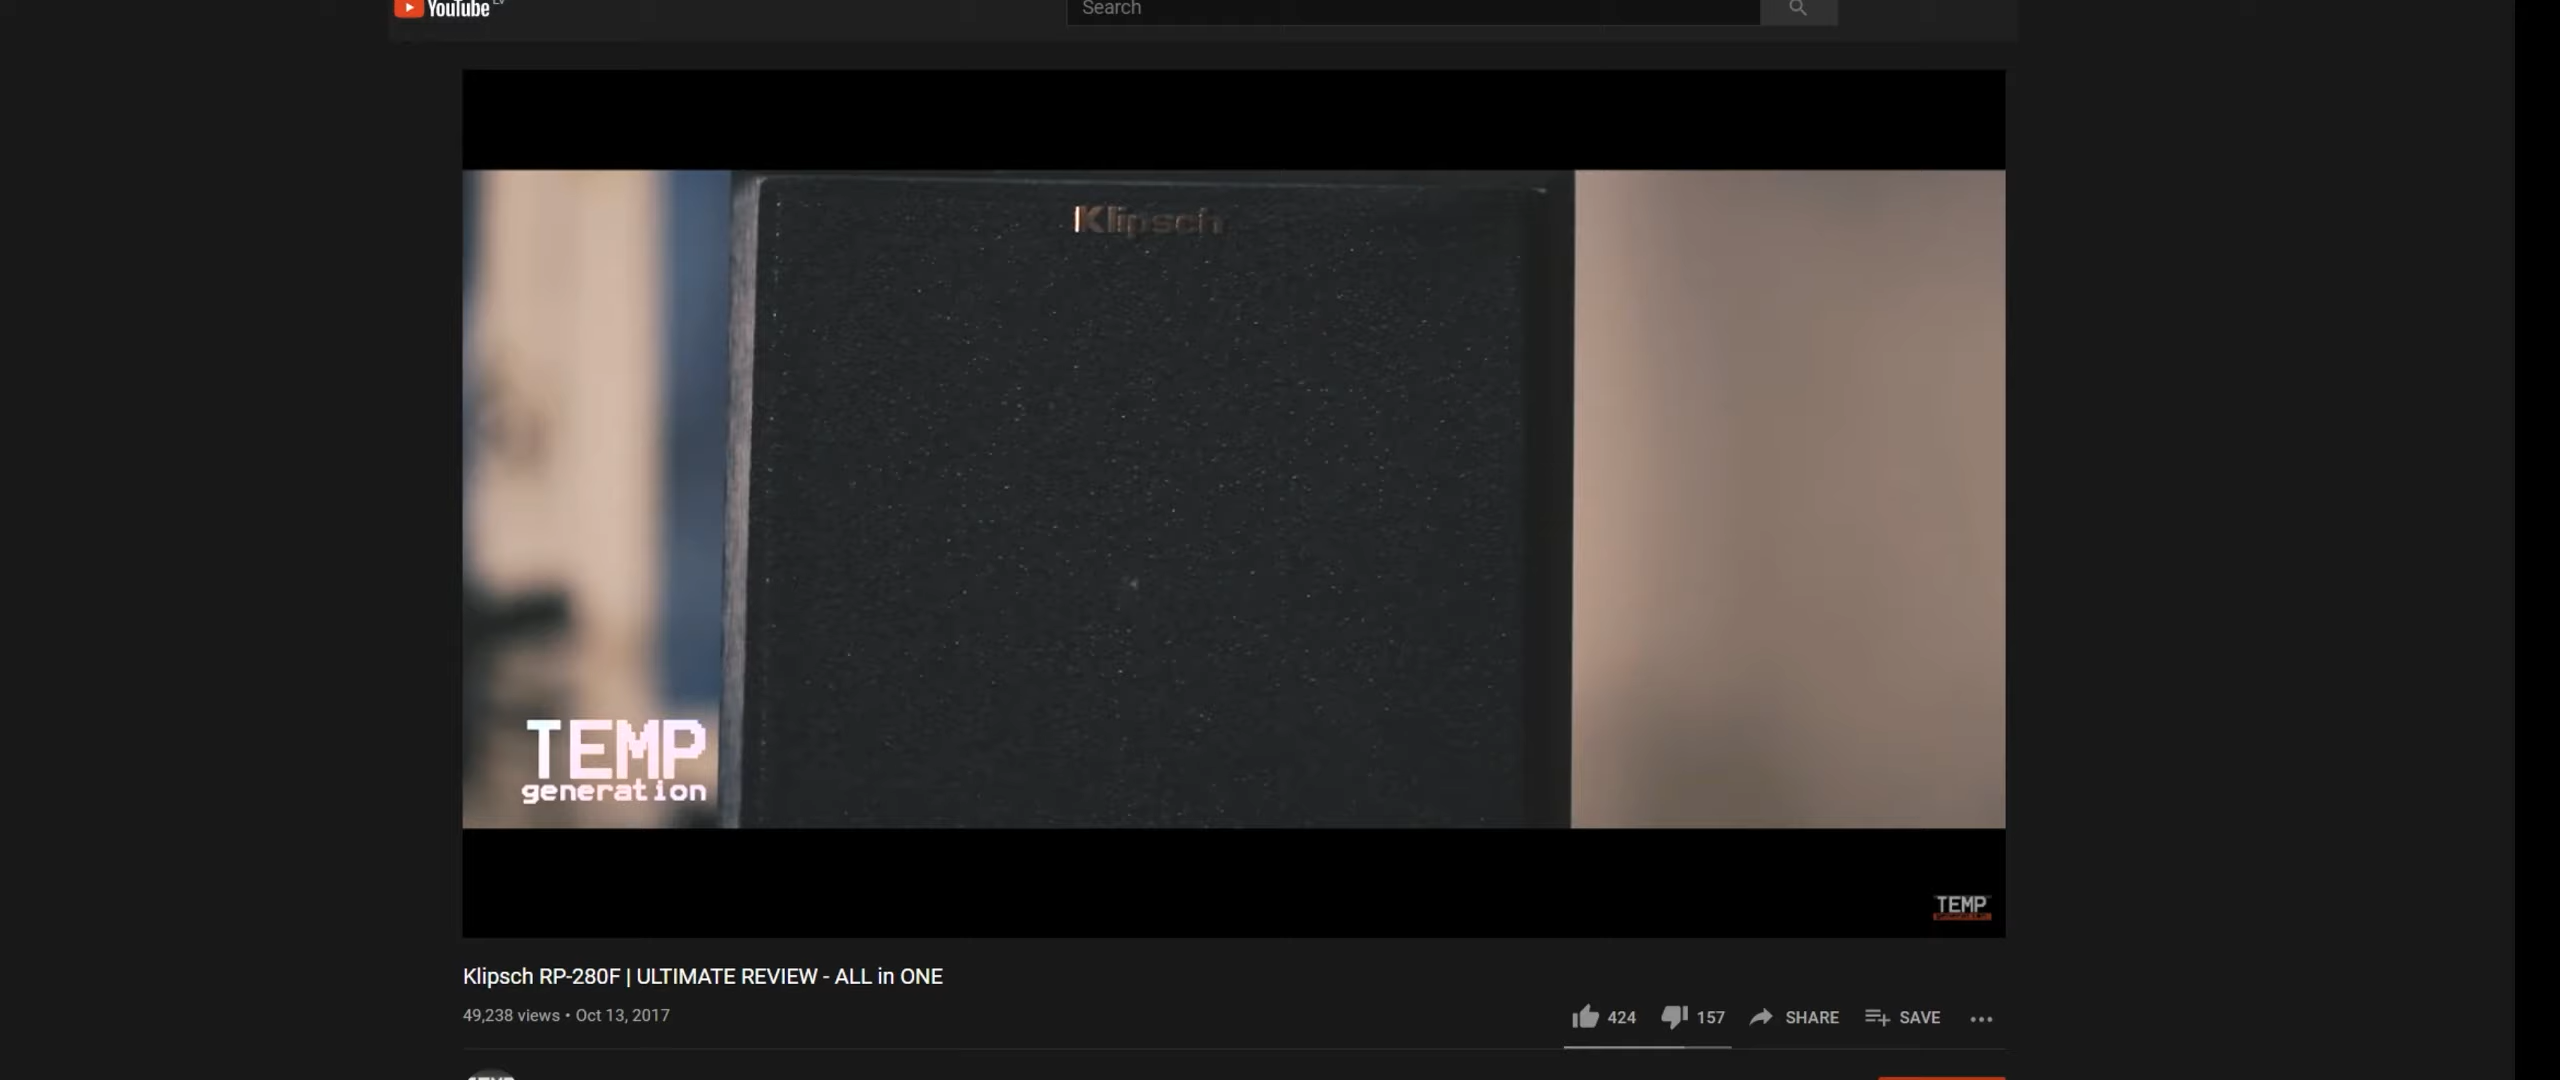 YouTube LV
Search
Klipsch
TEMP
generation
TEMP
Klipsch RP-280F | ULTIMATE REVIEW - ALL in ONE
49,238 views • Oct 13, 2017
424 157 SHARE SAVE